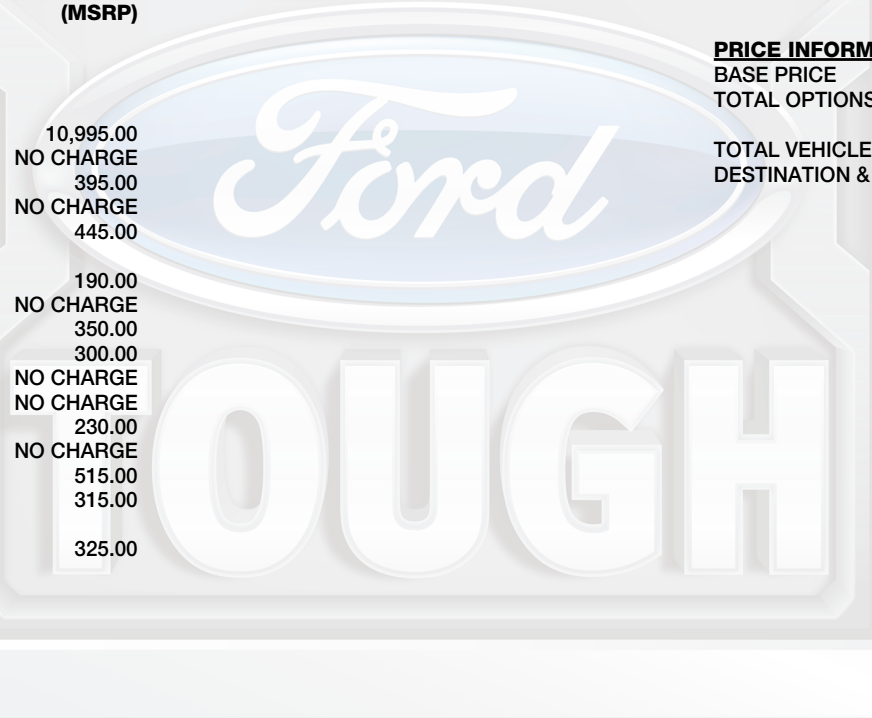 (MSRP)
10,995.00
NO CHARGE
395.00
NO CHARGE
445.00
190.00
NO CHARGE
350.00
300.00
NO CHARGE
NO CHARGE
230.00
NO CHARGE
515.00
315.00
325.00
PRICE INFORM
BASE PRICE
TOTAL OPTIONS
TOTAL VEHICLE
DESTINATION &
Ford
TOUGH